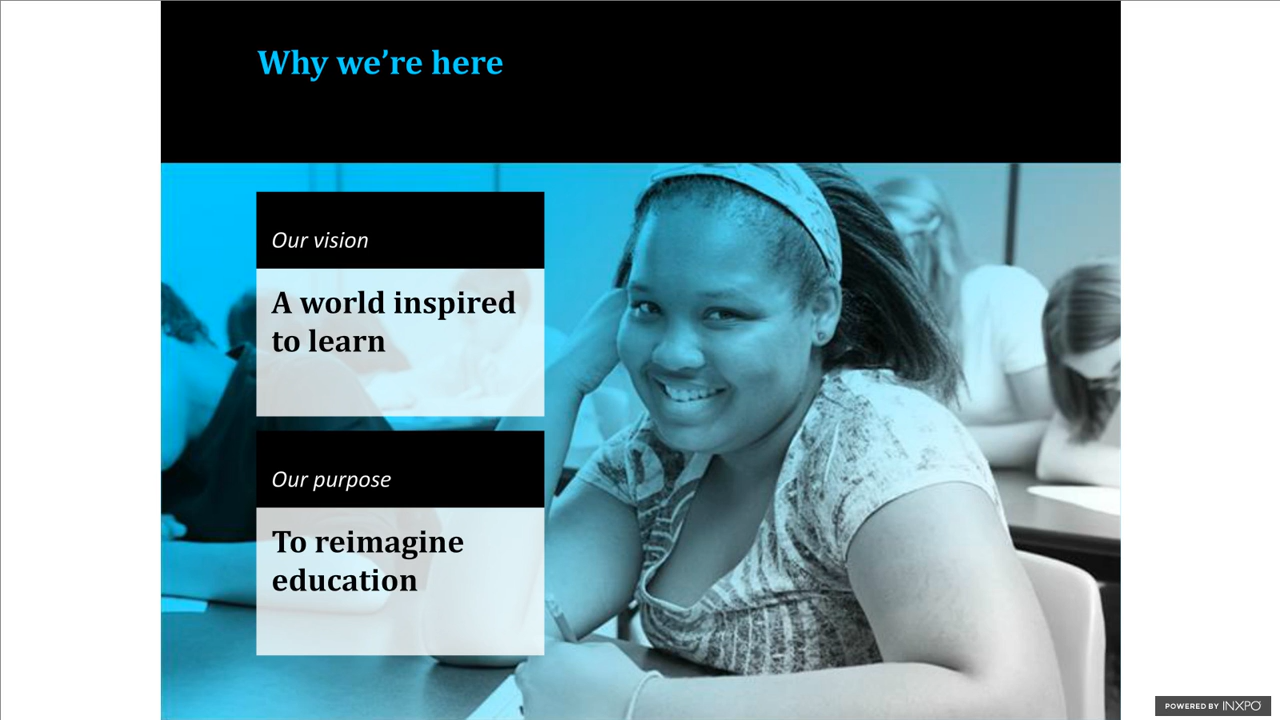 Why we’re here
Our vision
A world inspired
to learn
Our purpose
To reimagine
education
POWERED BY INXPO